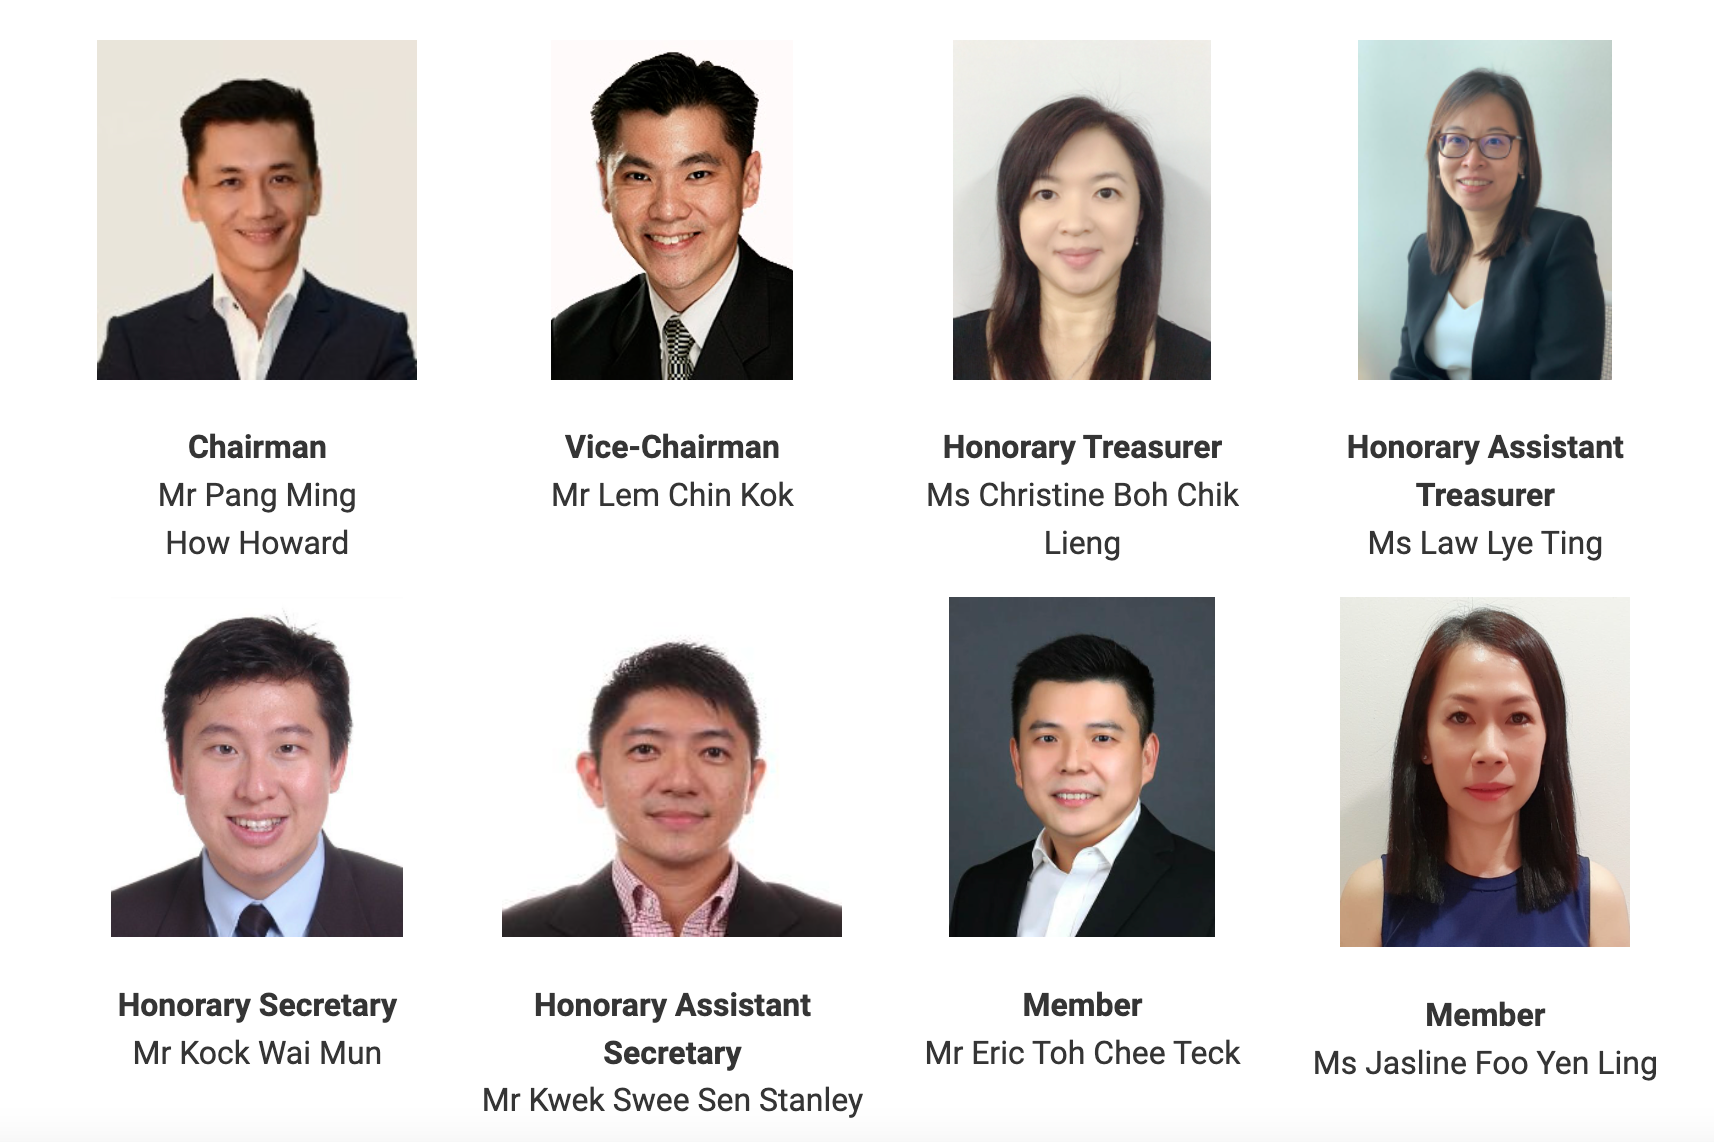 Chairman
Mr Pang Ming
How Howard
Vice-Chairman
Mr Lem Chin Kok
Honorary Treasurer
Ms Christine Boh Chik
Lieng
Honorary Assistant
Treasurer
Ms Law Lye Ting
Honorary Secretary
Mr Kock Wai Mun
Honorary Assistant
Secretary
Mr Kwek Swee Sen Stanley
Member
Mr Eric Toh Chee Teck
Member
Ms Jasline Foo Yen Ling